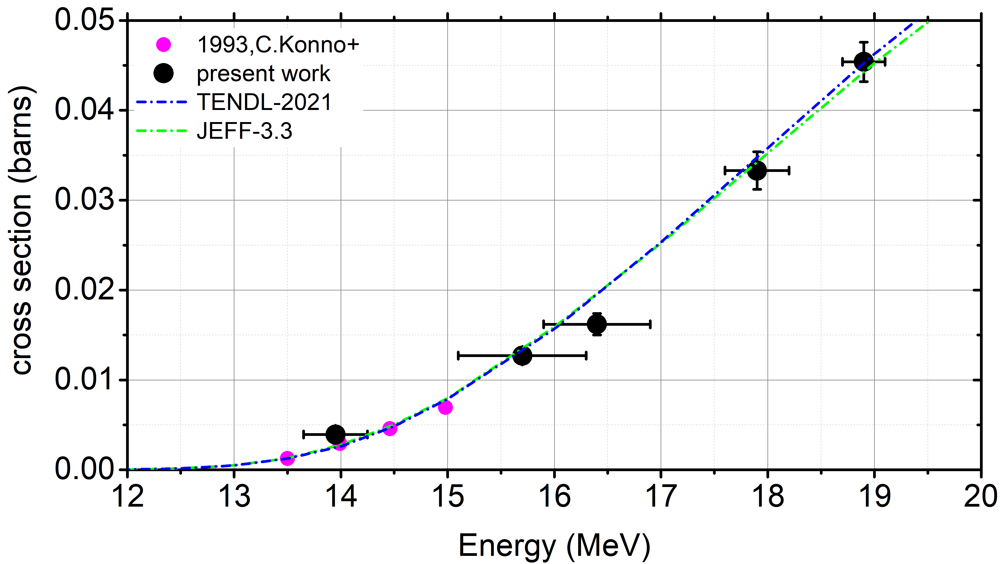 0.05
0.04
0.03
0.02
0.01
0.00
cross section (barns)
1993,C.Konno+
present work
TENDL-2021
JEFF-3.3
12 13 14 15 16 17 18 19 20
Energy (MeV)